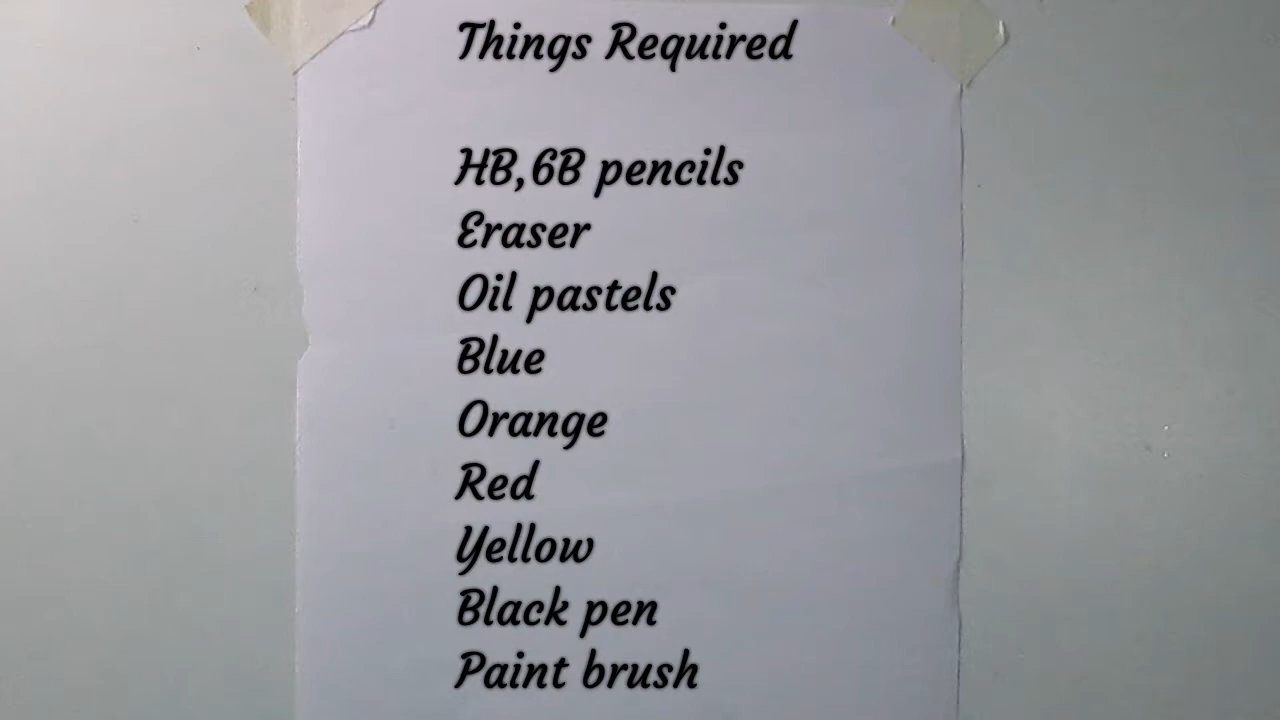 Things Required
HB,6B pencils
Eraser
Oil pastels
Blue
Orange
Red
Yellow
Black pen
Paint brush